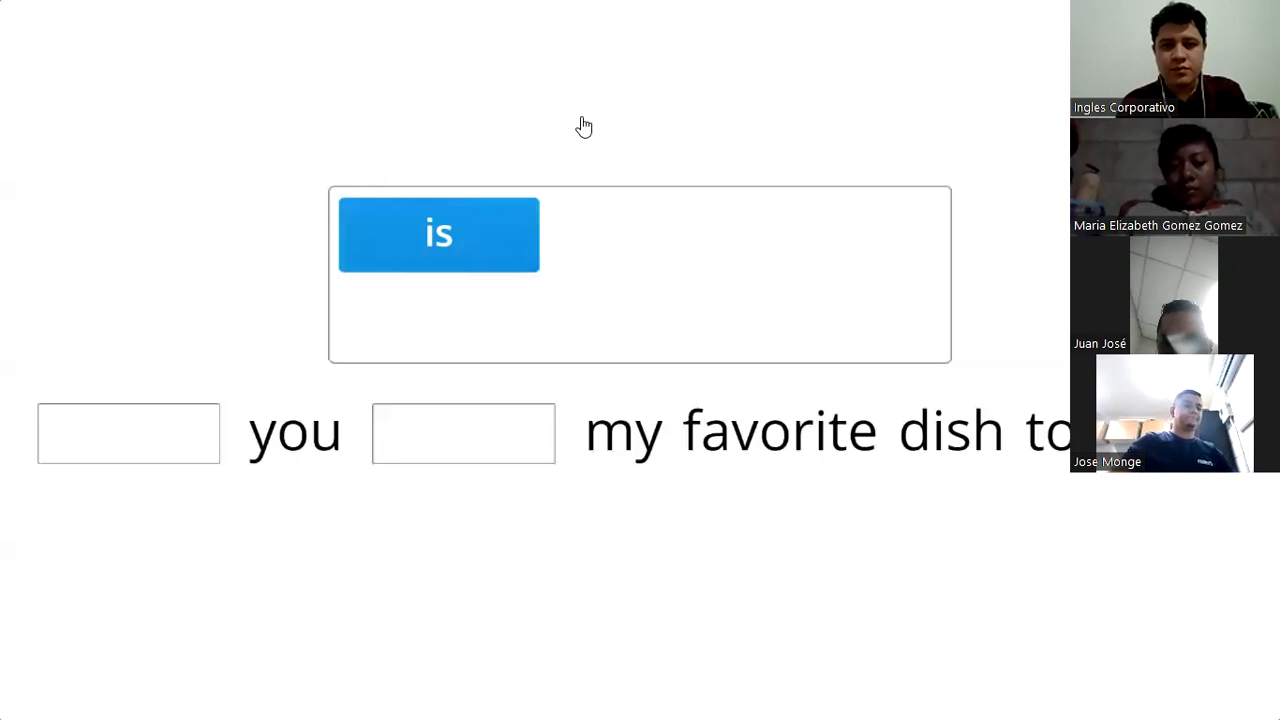 Ingles Corporativo
Maria Elizabeth Gomez Gomez
is
Juan José
you my favorite dish to
Jose Monge